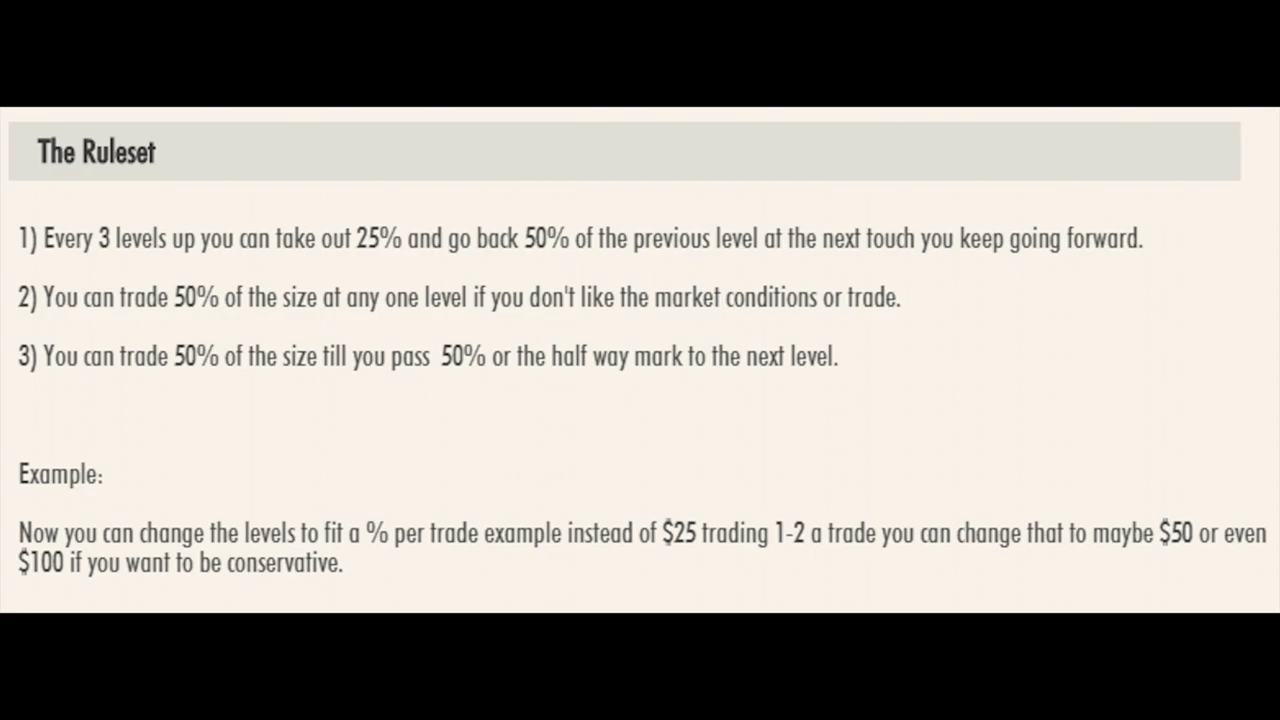 The Ruleset
1) Every 3 levels up you can take out 25% and go back 50% of the previous level at the next touch you keep going forward.
2) You can trade 50% of the size at any one level if you don't like the market conditions or trade.
3) You can trade 50% of the size till you pass 50% or the half way mark to the next level.
Example:
Now you can change the levels to fit a % per trade example instead of $25 trading 1-2 a trade you can change that to maybe $50 or even
$100 if you want to be conservative.